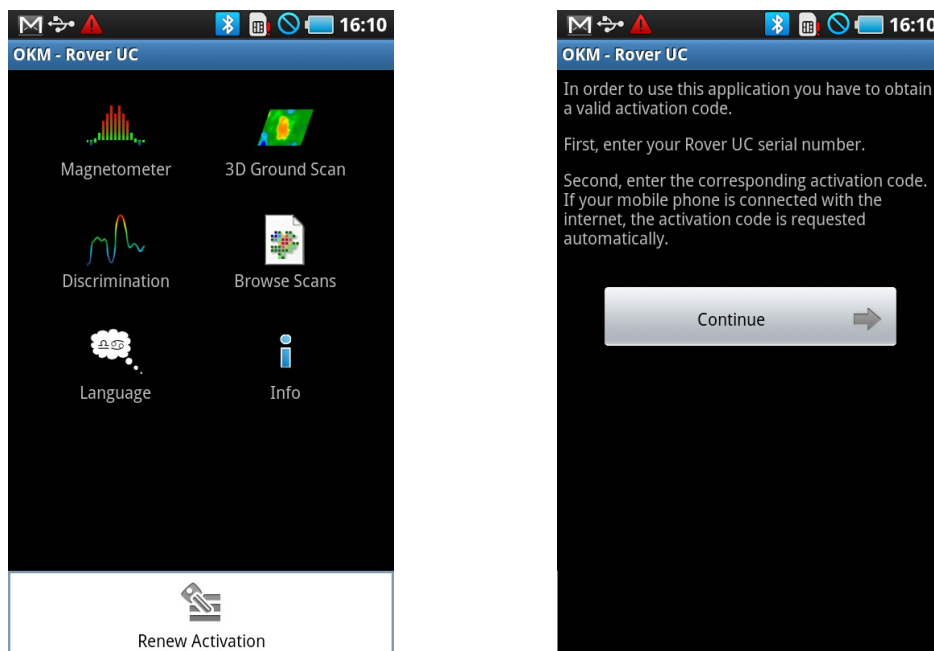 16:10
OKM - Rover UC
Magnetometer
3D Ground Scan
Discrimination
Browse Scans
Language
Info
Renew Activation
16:10
OKM - Rover UC
In order to use this application you have to obtain
a valid activation code.
First, enter your Rover UC serial number.
Second, enter the corresponding activation code.
If your mobile phone is connected with the
internet, the activation code is requested
automatically.
Continue